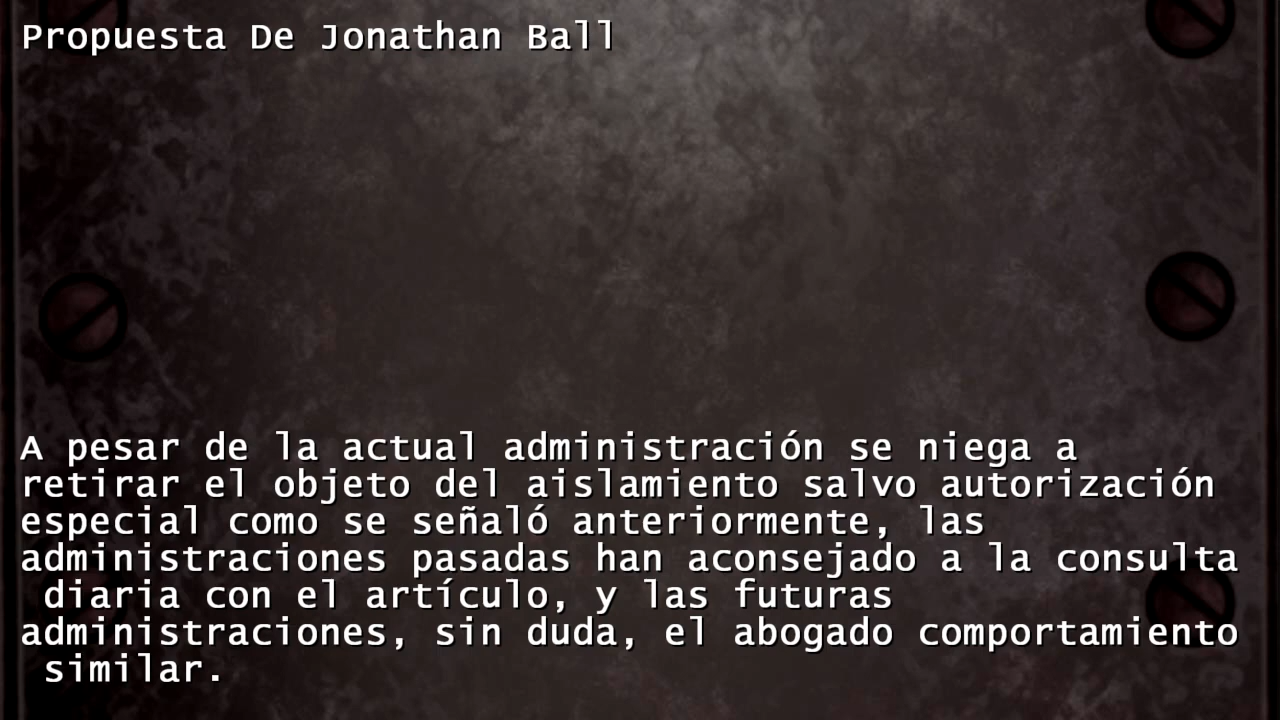 Propuesta De Jonathan Ball
A pesar de la actual administración se niega a
retirar el objeto del aislamiento salvo autorización
especial como se señaló anteriormente, las
administraciones pasadas han aconsejado a la consulta
diaria con el artículo, y las futuras
administraciones, sin duda, el abogado comportamiento
similar.